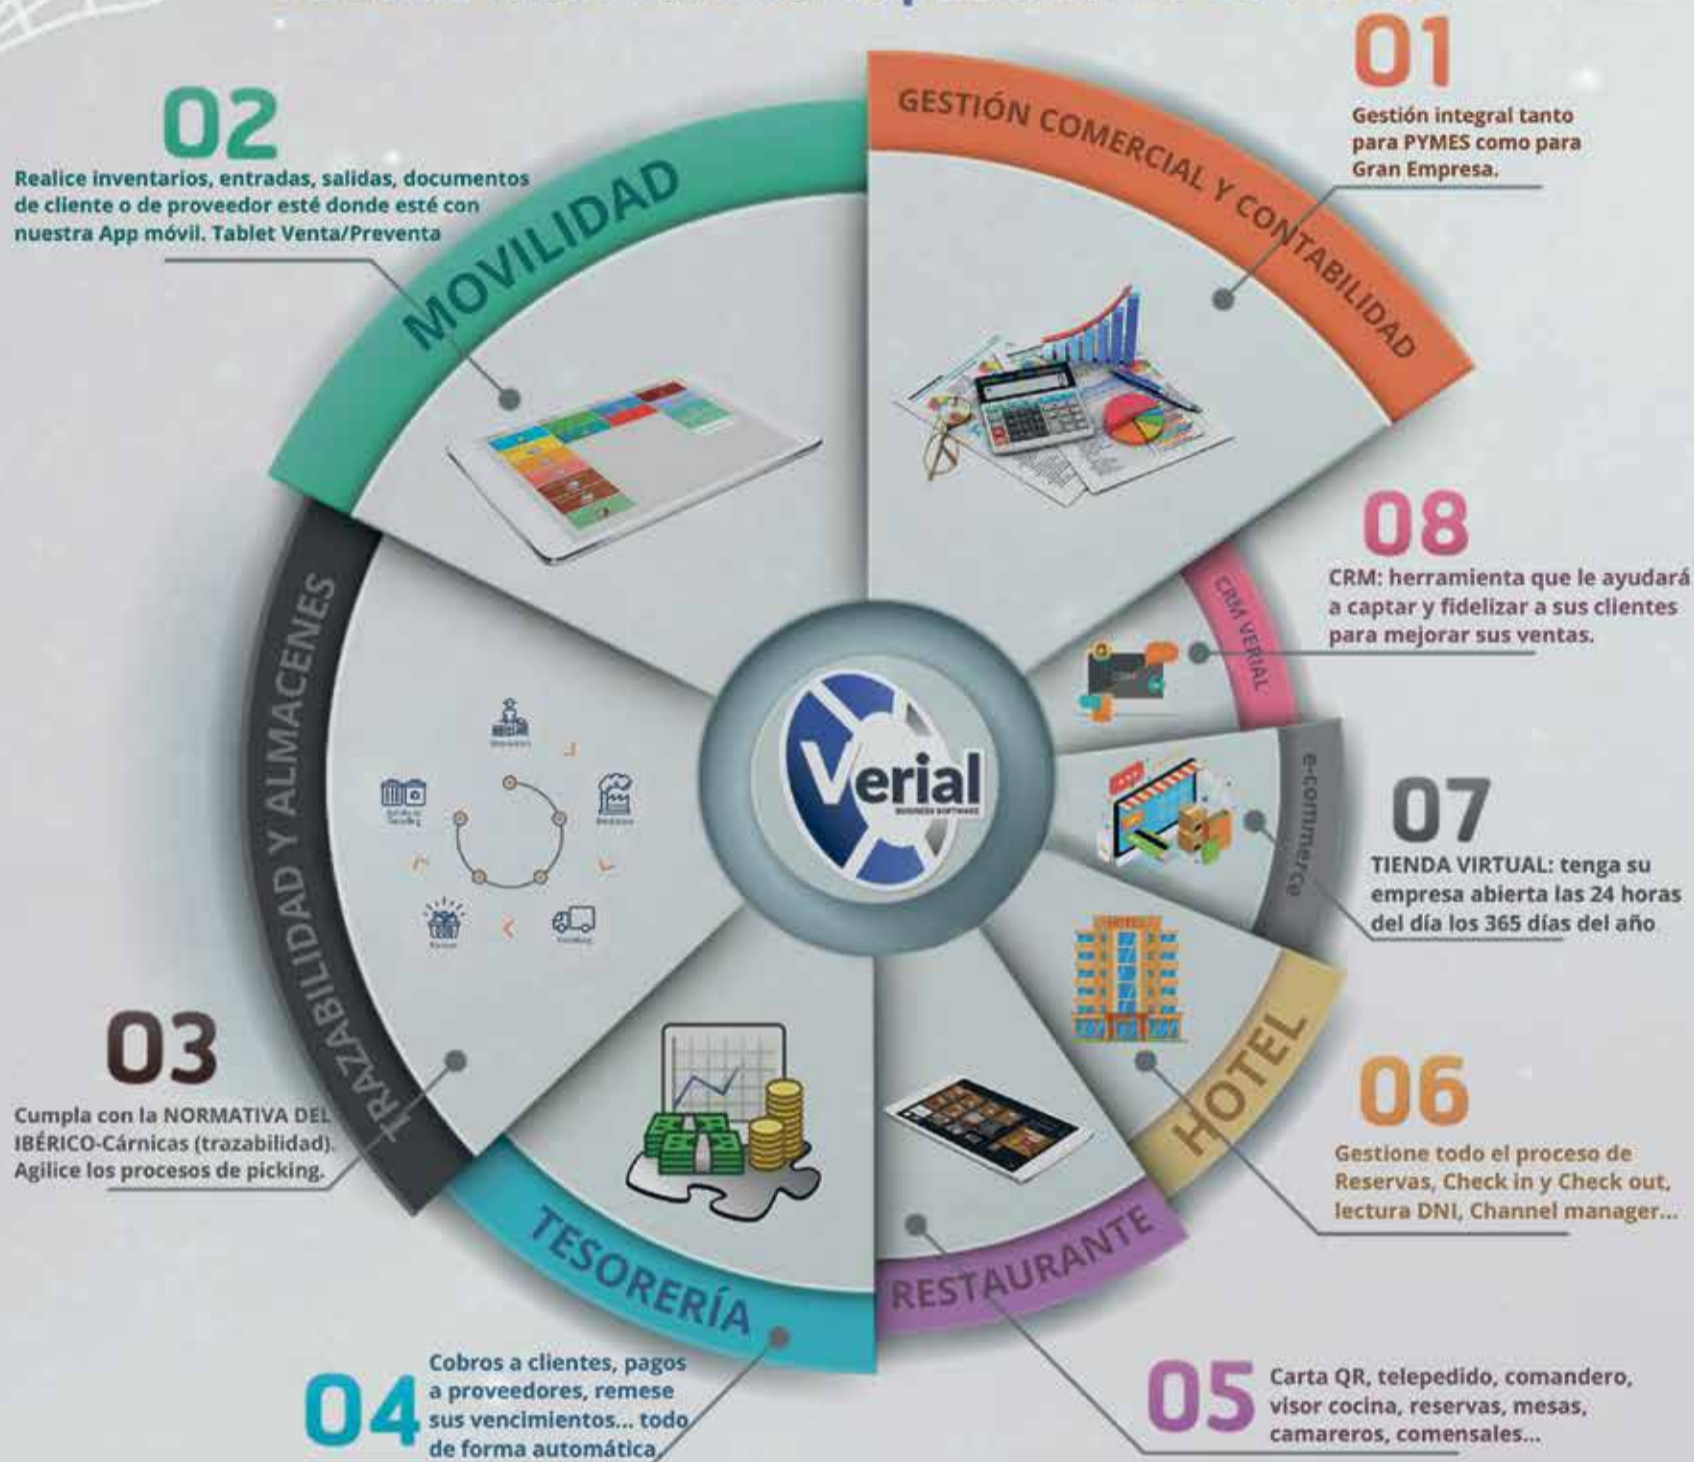 01
Gestión integral tanto
para PYMES como para
Gran Empresa.
GESTIÓN COMERCIAL Y CONTABILIDAD
02
Realice inventarios, entradas, salidas, documentos
de cliente o de proveedor esté donde esté con
nuestra App móvil. Tablet Venta/Preventa
MOVILIDAD
03
Cumpla con la NORMATIVA DEL
IBÉRICO-Cárnicas (trazabilidad).
Agilice los procesos de picking.
TRAZABILIDAD Y ALMACENES
04
Cobros a clientes, pagos
a proveedores, remese
sus vencimientos... todo
de forma automática
TESORERÍA
05
Carta QR, telepedido, comandero,
visor cocina, reservas, mesas,
camareros, comensales...
RESTAURANTE
06
Gestione todo el proceso de
Reservas, Check in y Check out,
lectura DNI, Channel manager...
HOTEL
HOTEL
07
TIENDA VIRTUAL: tenga su
empresa abierta las 24 horas
del día los 365 días del año
e-commerce
08
CRM: herramienta que le ayudará
a captar y fidelizar a sus clientes
para mejorar sus ventas.
CRM VERIAL
Verial
BUSINESS SOFTWARE